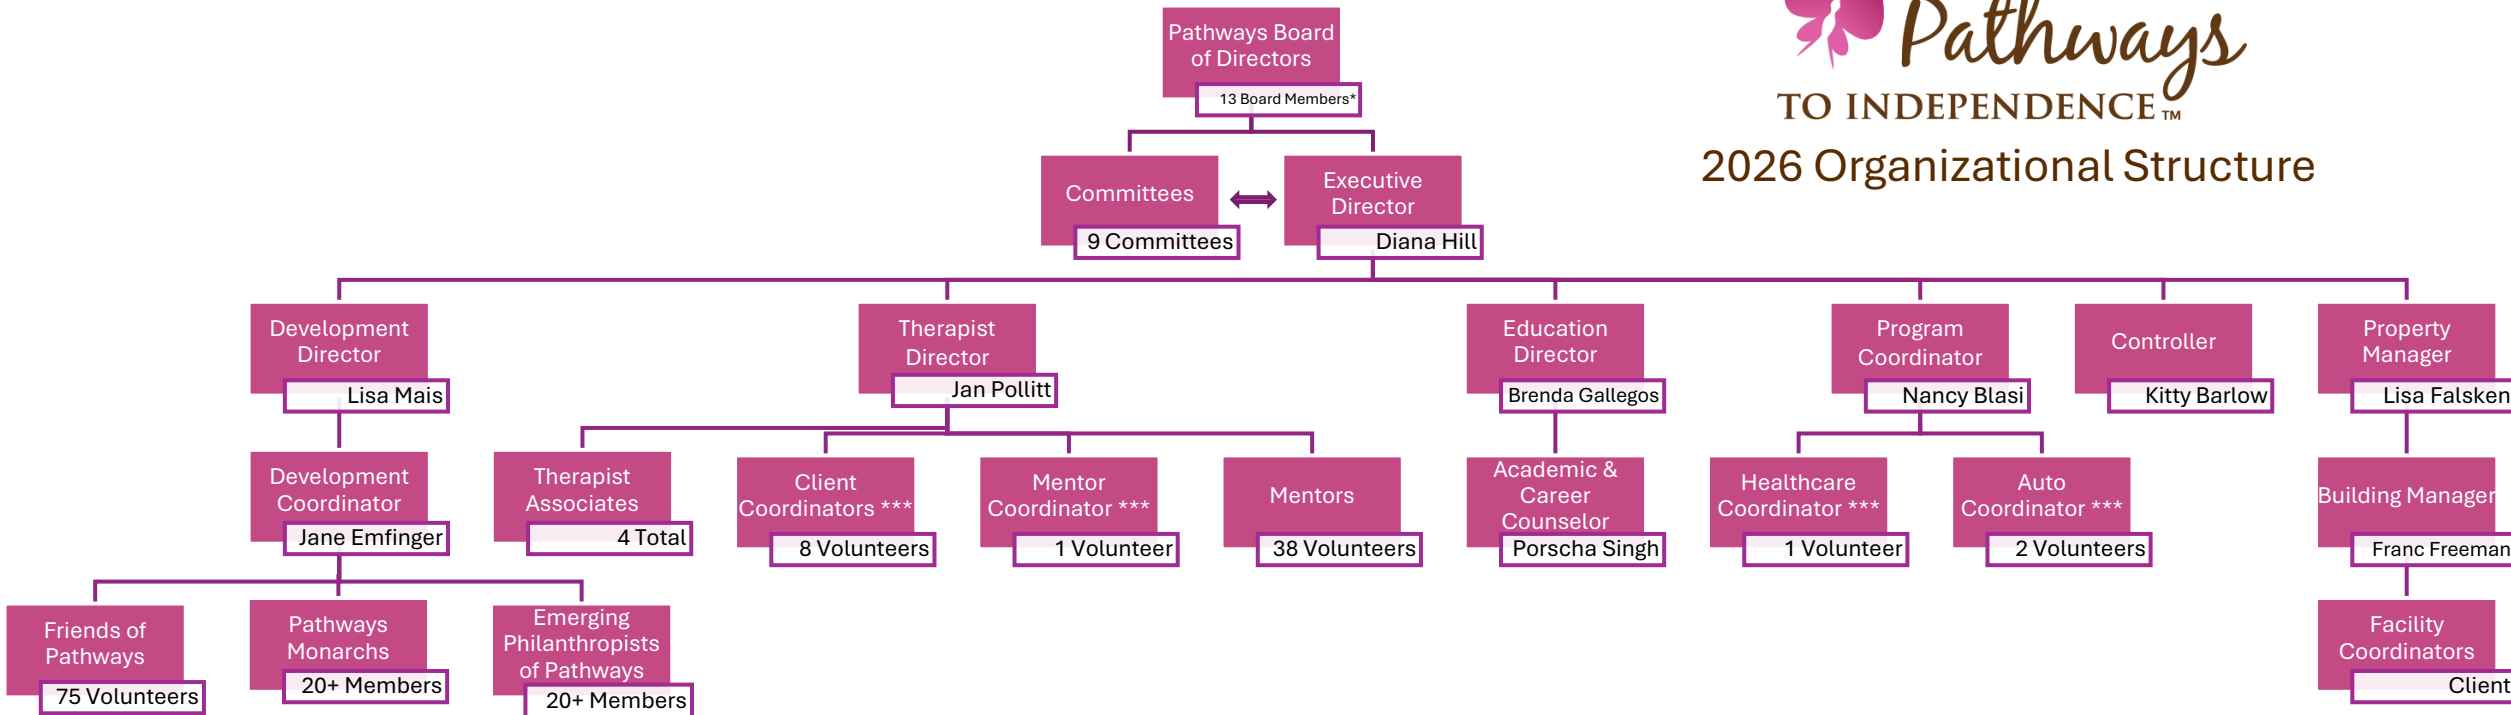 Pathways
TO INDEPENDENCE™
2026 Organizational Structure
Pathways Board
of Directors
13 Board Members*
Committees
9 Committees
Executive
Director
Diana Hill
Development
Director
Lisa Mais
Therapist
Director
Jan Pollitt
Education
Director
Brenda Gallegos
Program
Coordinator
Nancy Blasi
Controller
Kitty Barlow
Property
Manager
Lisa Falsken
Development
Coordinator
Jane Emfinger
Therapist
Associates
4 Total
Client
Coordinators ***
8 Volunteers
Mentor
Coordinator ***
1 Volunteer
Mentors
38 Volunteers
Academic &
Career
Counselor
Porscha Singh
Healthcare
Coordinator ***
1 Volunteer
Auto
Coordinator ***
2 Volunteers
Building Manager
Franc Freeman
Friends of
Pathways
75 Volunteers
Pathways
Monarchs
20+ Members
Emerging
Philanthropists
of Pathways
20+ Members
Facility
Coordinators
Client